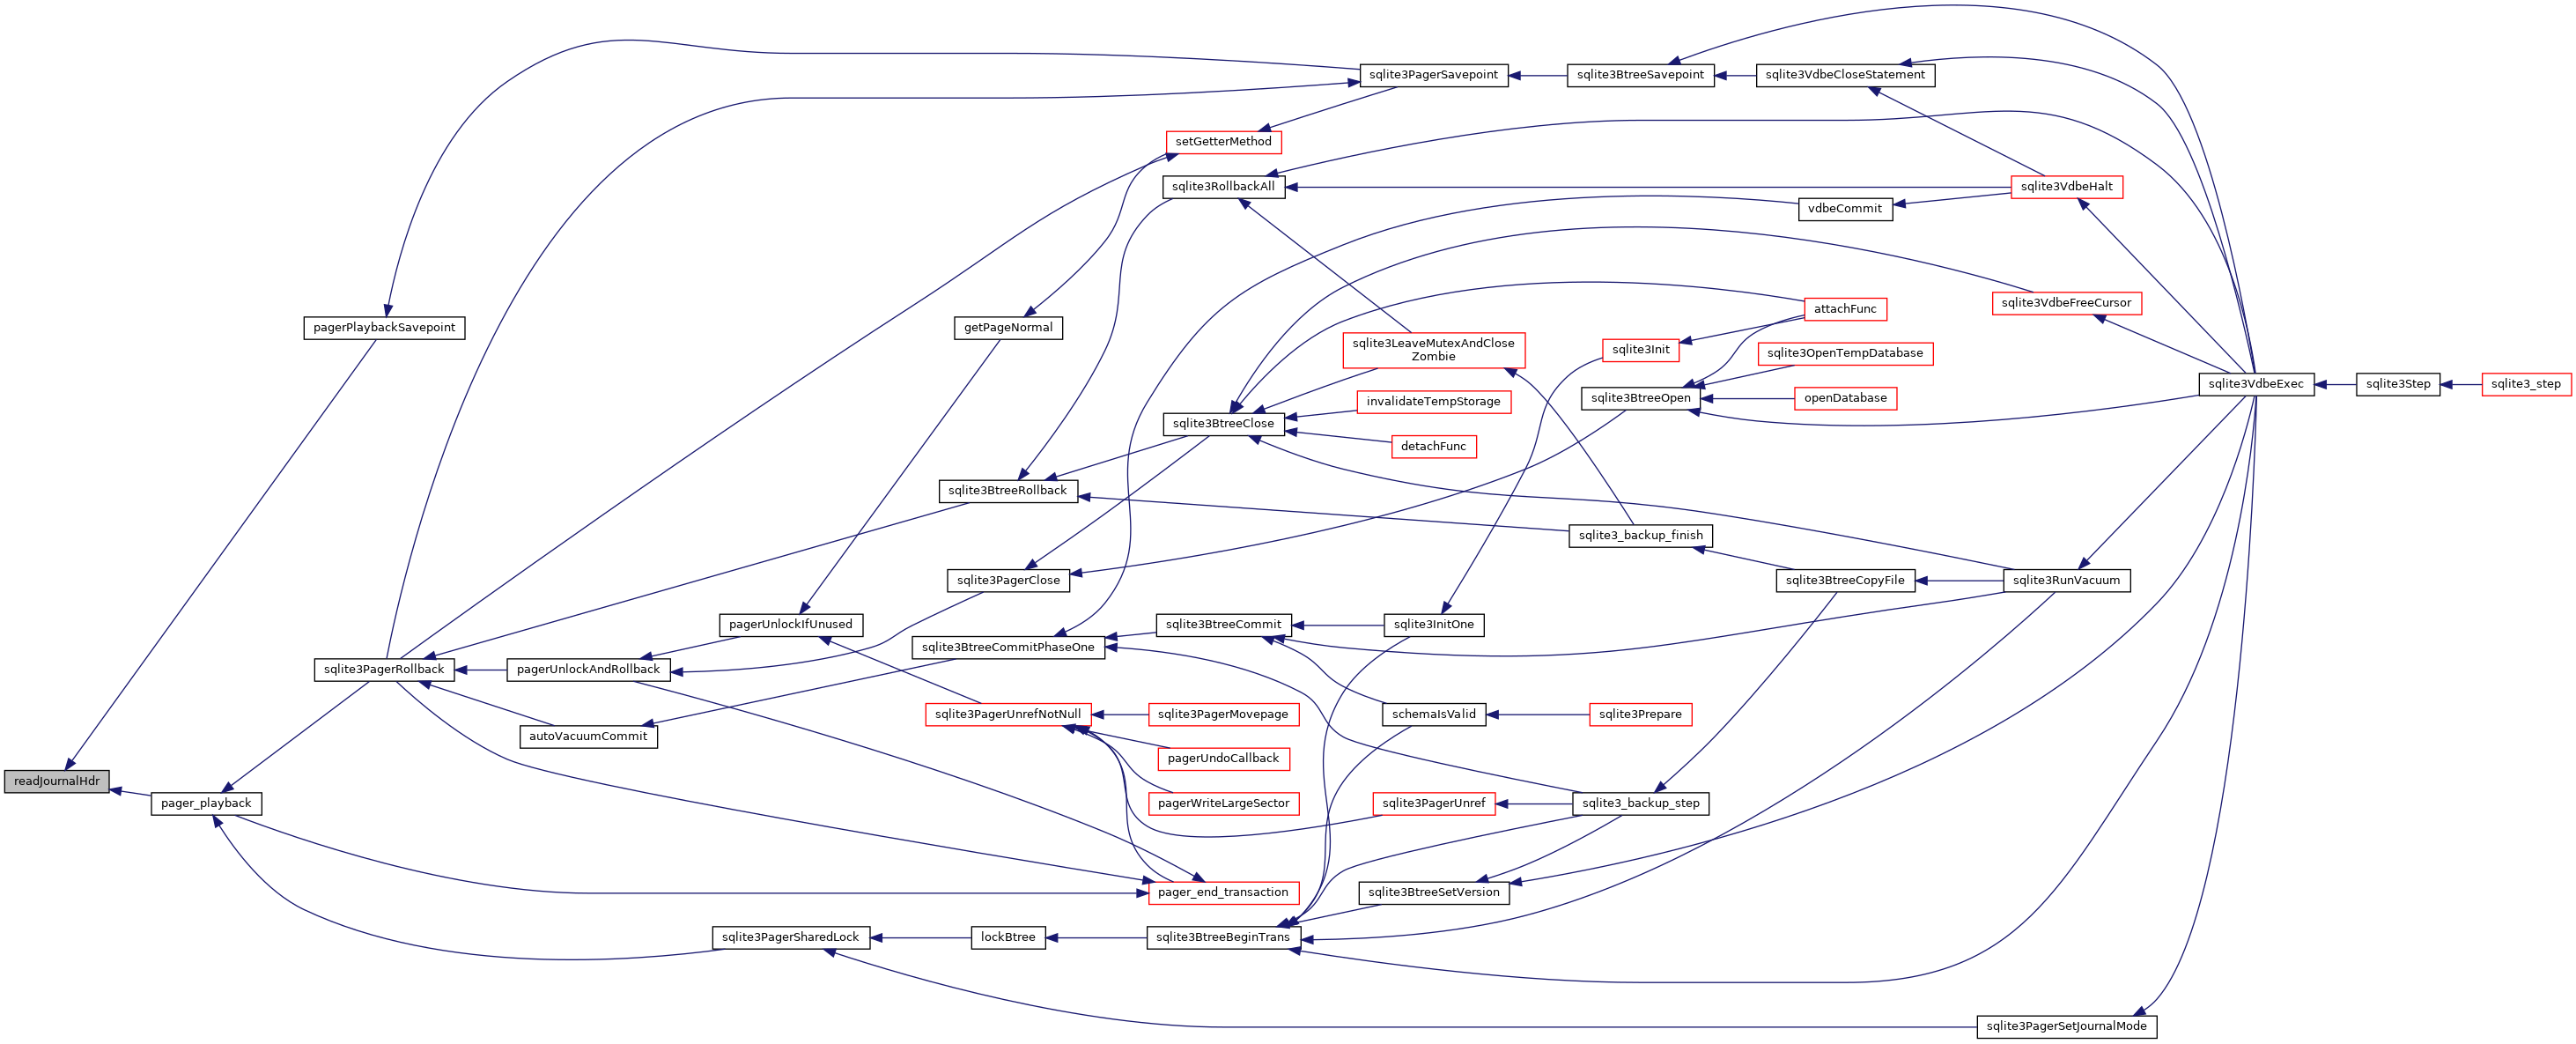 sqlite3PagerSavepoint
sqlite3BtreeSavepoint
sqlite3VdbeCloseStatement
setGetterMethod
sqlite3RollbackAll
sqlite3VdbeHalt
vdbeCommit
sqlite3VdbeFreeCursor
attachFunc
pagerPlaybackSavepoint
getPageNormal
sqlite3LeaveMutexAndClose
Zombie
sqlite3Init
sqlite3OpenTempDatabase
sqlite3VdbeExec
sqlite3Step
sqlite3_step
sqlite3BtreeOpen
openDatabase
invalidateTempStorage
sqlite3BtreeClose
detachFunc
sqlite3BtreeRollback
sqlite3_backup_finish
sqlite3PagerClose
sqlite3BtreeCopyFile
sqlite3RunVacuum
pagerUnlockIfUnused
sqlite3BtreeCommit
sqlite3InitOne
sqlite3BtreeCommitPhaseOne
sqlite3PagerRollback
pagerUnlockAndRollback
sqlite3PagerUnrefNotNull
sqlite3PagerMovepage
schemaIsValid
sqlite3Prepare
autoVacuumCommit
pagerUndoCallback
readJournalHdr
pager_playback
pagerWriteLargeSector
sqlite3PagerUnref
sqlite3_backup_step
pager_end_transaction
sqlite3BtreeSetVersion
sqlite3PagerSharedLock
lockBtree
sqlite3BtreeBeginTrans
sqlite3PagerSetJournalMode